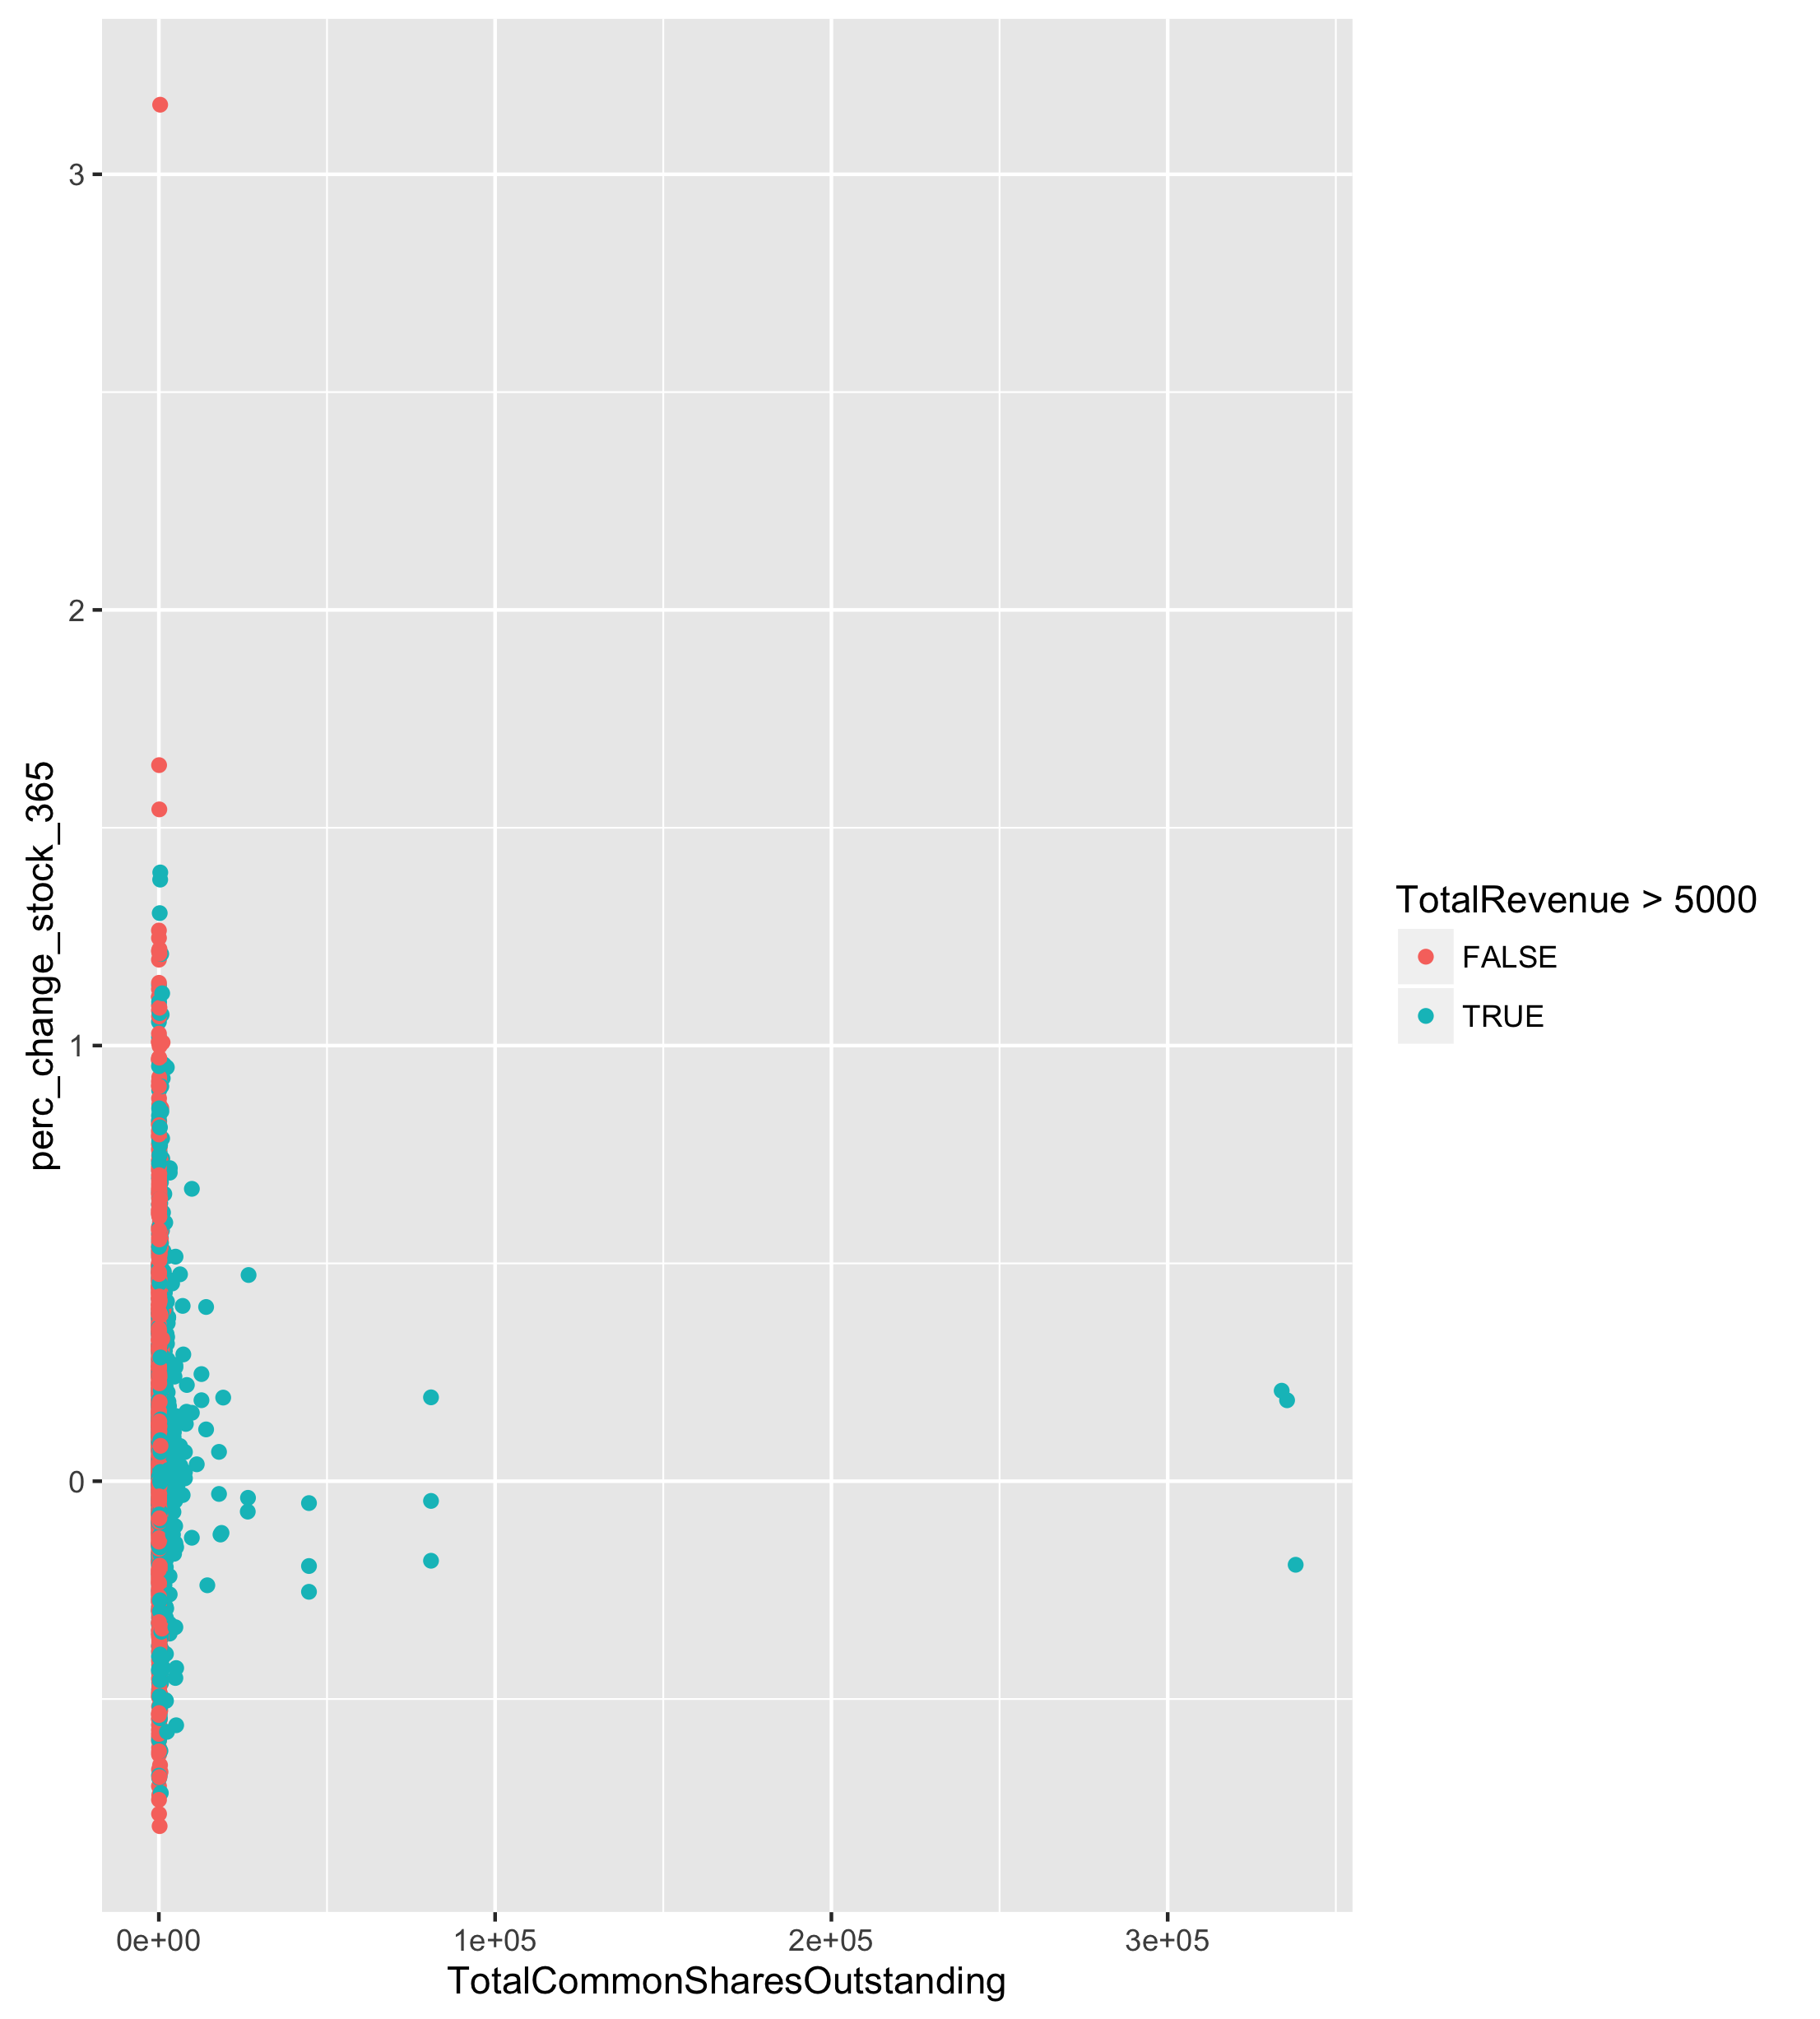 3
2
1
0
perc_change_stock_365
0e+00 1e+05 2e+05 3e+05
TotalCommonSharesOutstanding
TotalRevenue > 5000
FALSE
TRUE